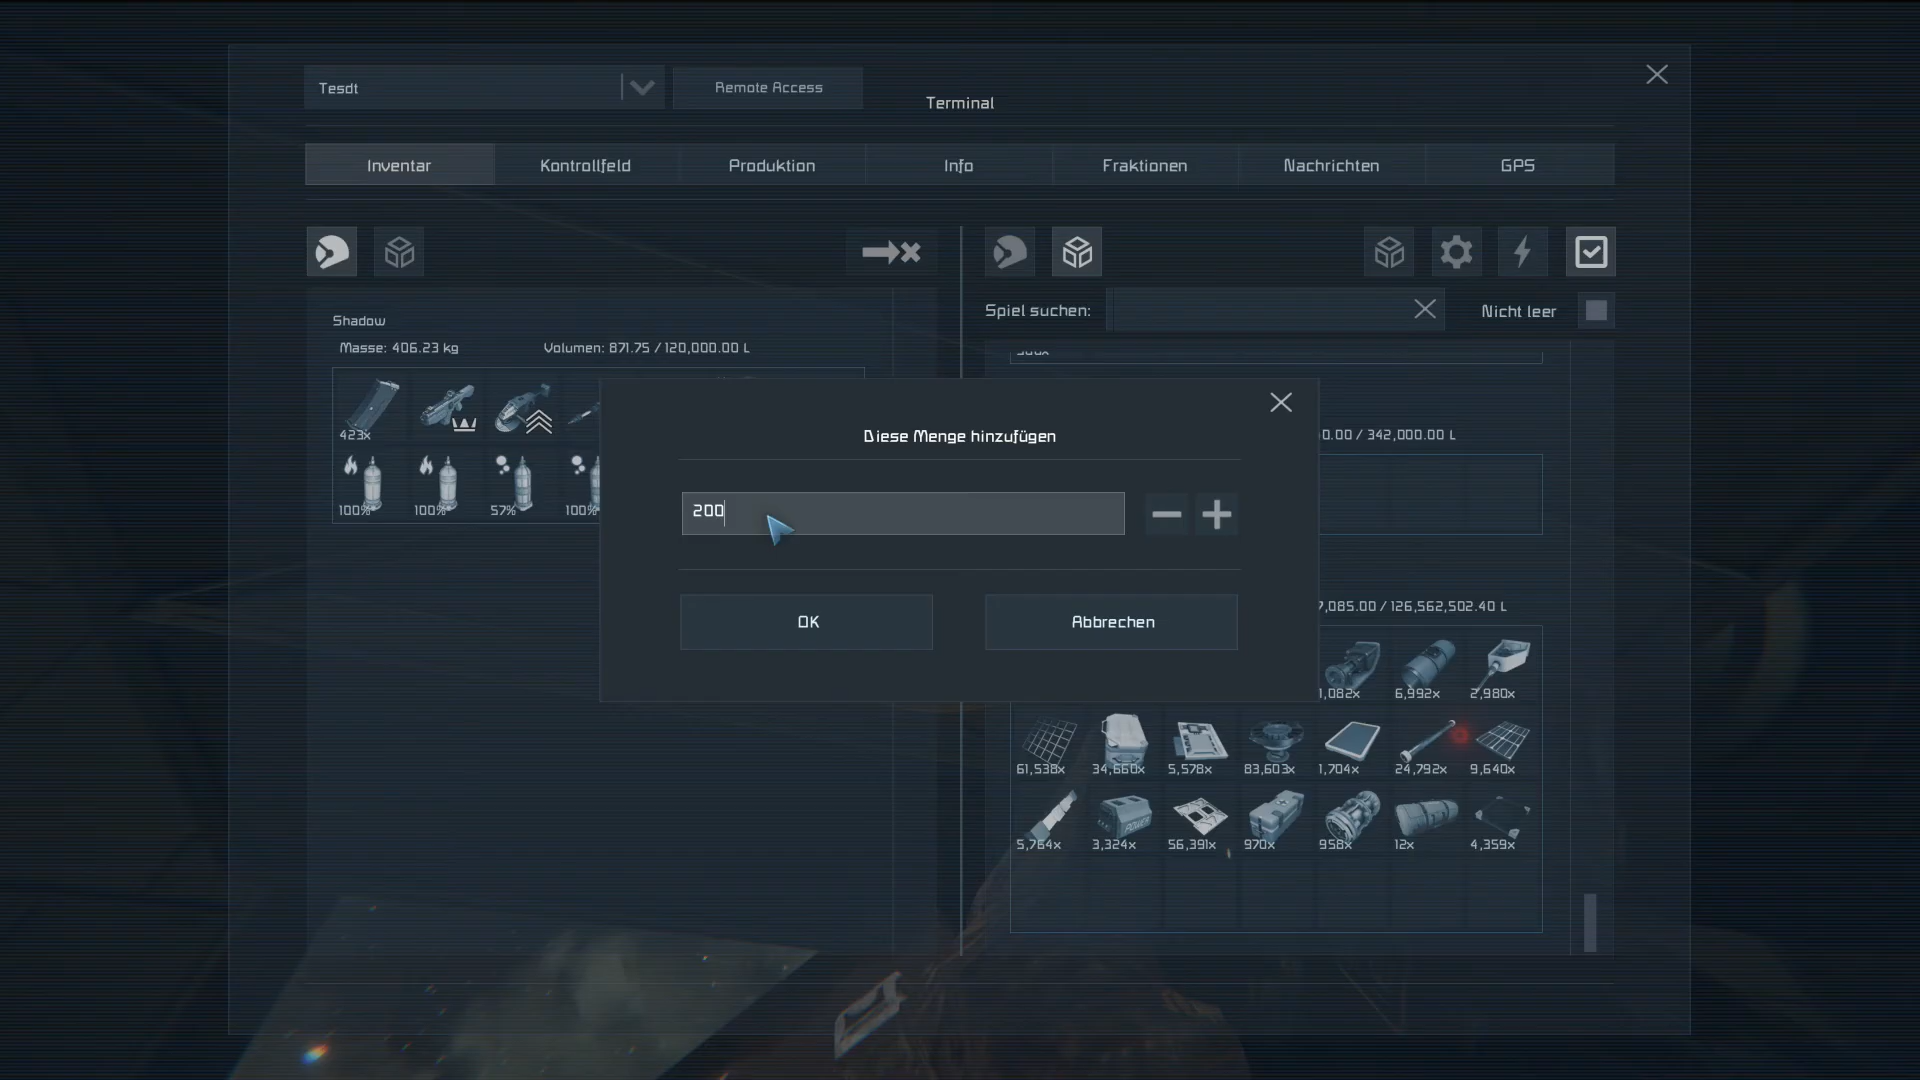 Tesdt
Remote Access
Terminal
Inventar
Kontrollfeld
Produktion
Info
Fraktionen
Nachrichten
GPS
Spiel suchen:
Nicht leer
Shadow
Masse: 406.23 kg
Volumen: 871.75 / 120,000.00 L
423x
100%
100%
57%
100%
Diese Menge hinzufügen
200
OK
Abbrechen
0.00 / 342,000.00 L
7,085.00 / 126,562,502.40 L
1,082x
6,992x
2,980x
61,538x
34,660x
5,578x
83,603x
1,704x
24,792x
9,640x
POWER
5,764x
3,324x
56,391x
970x
958x
12x
4,359x